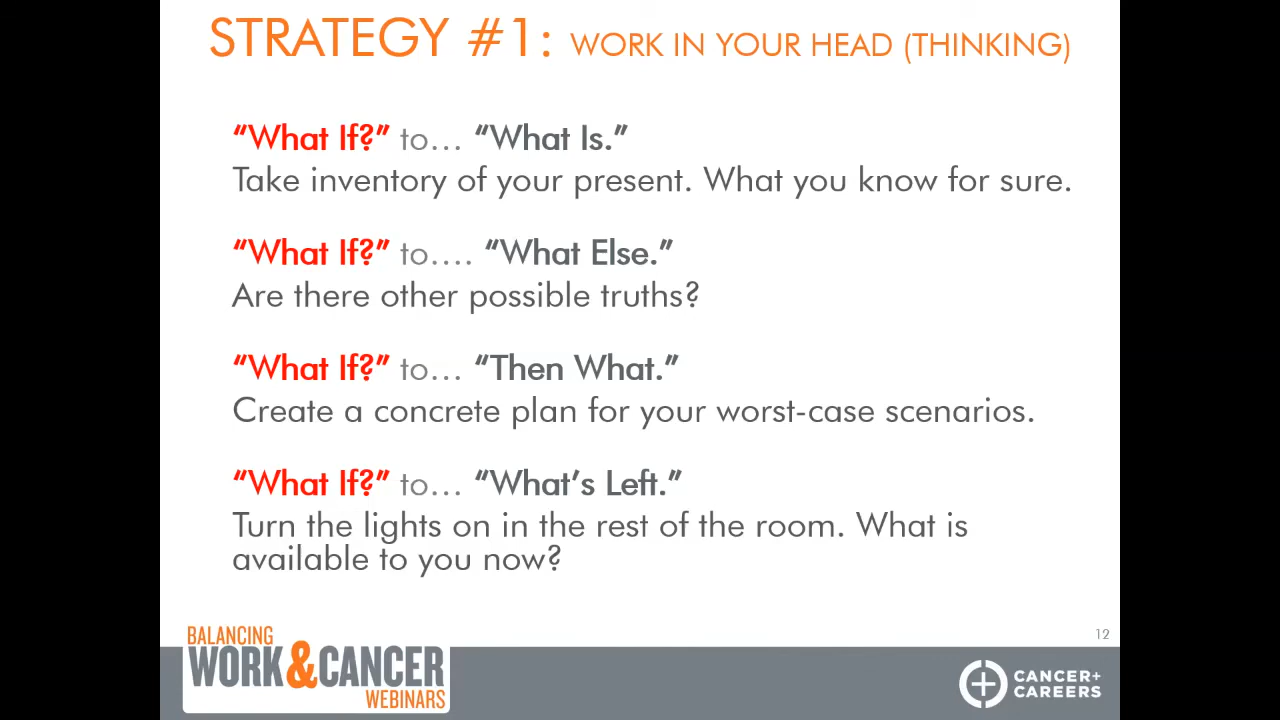 STRATEGY #1: WORK IN YOUR HEAD (THINKING)
“What If?” to… “What Is.”
Take inventory of your present. What you know for sure.
“What If?” to…. “What Else.”
Are there other possible truths?
“What If?” to… “Then What.”
Create a concrete plan for your worst-case scenarios.
“What If?” to… “What’s Left.”
Turn the lights on in the rest of the room. What is
available to you now?
12
BALANCING
WORK & CANCER
WEBINARS
CANCER+
CAREERS